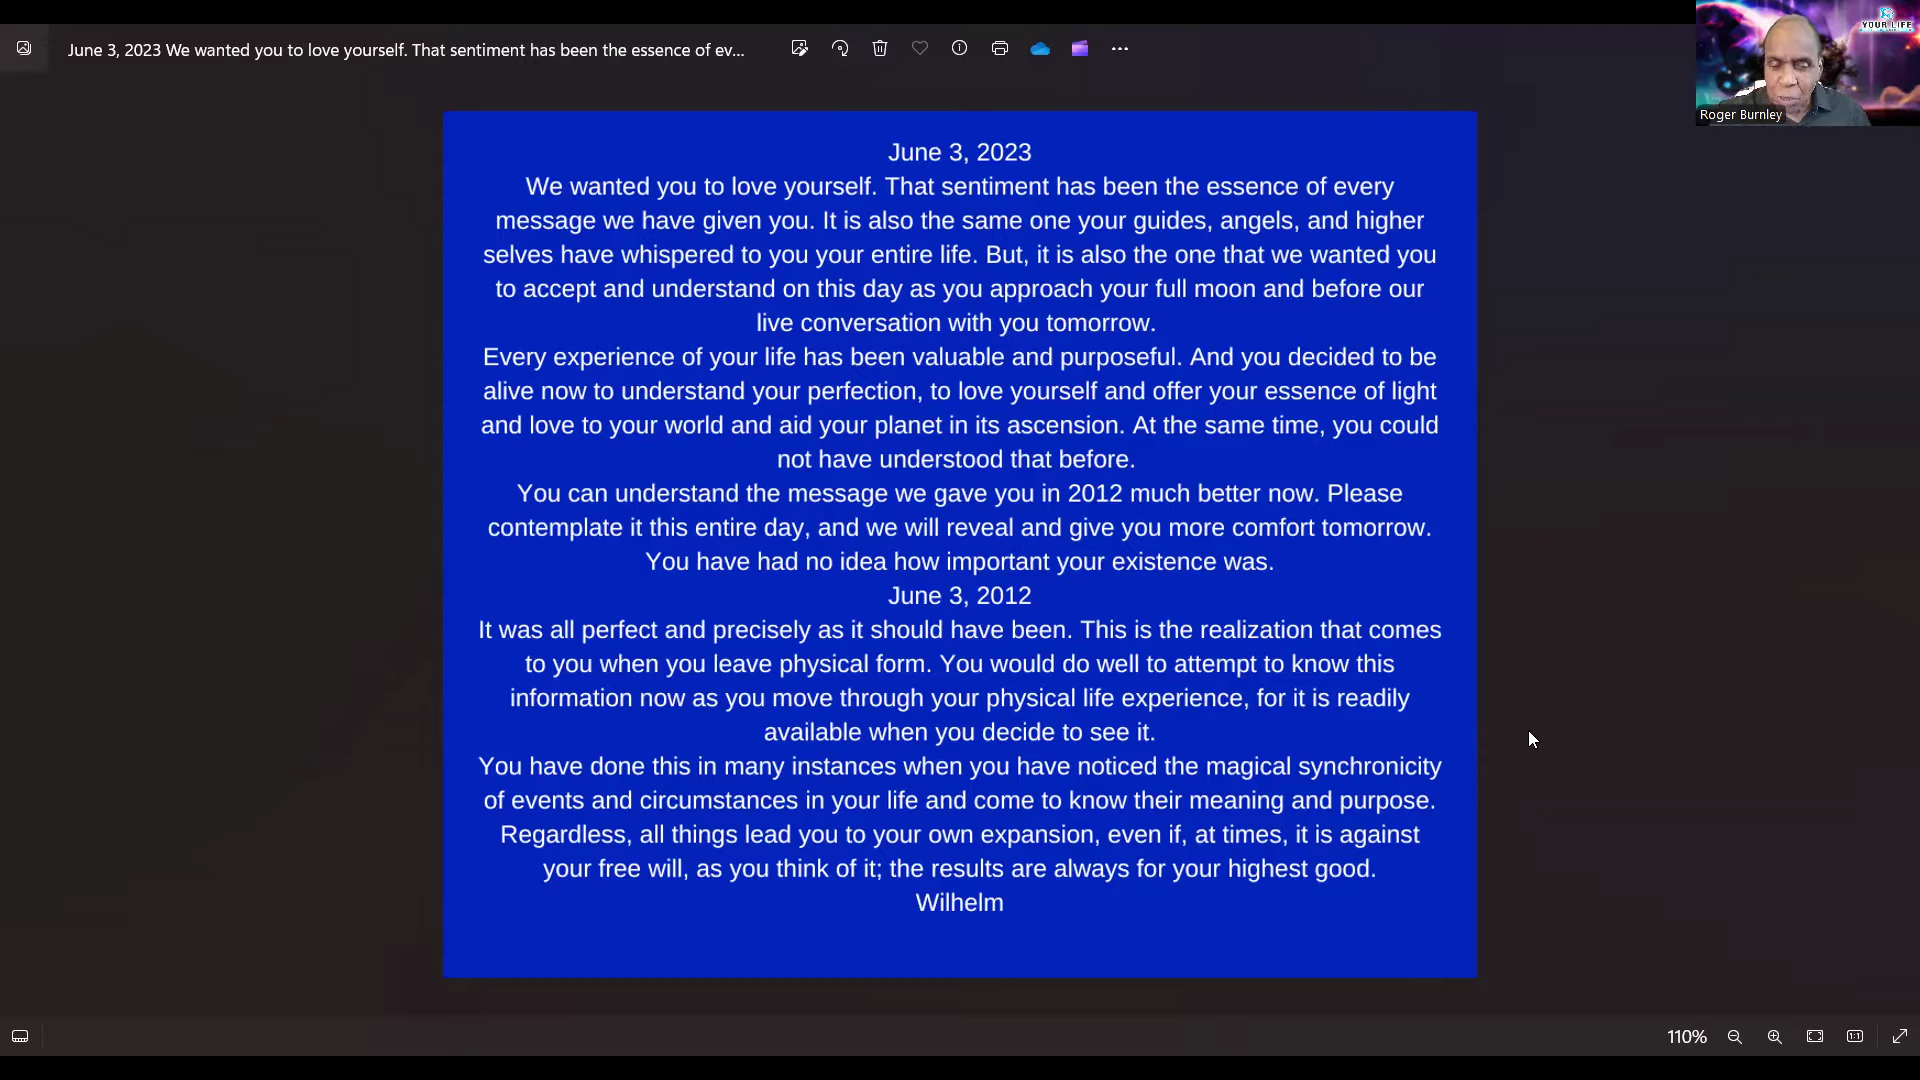 June 3, 2023 We wanted you to love yourself. That sentiment has been the essence of ev...
YOUR LIFE
Roger Burnley
June 3, 2023
We wanted you to love yourself. That sentiment has been the essence of every
message we have given you. It is also the same one your guides, angels, and higher
selves have whispered to you your entire life. But, it is also the one that we wanted you
to accept and understand on this day as you approach your full moon and before our
live conversation with you tomorrow.
Every experience of your life has been valuable and purposeful. And you decided to be
alive now to understand your perfection, to love yourself and offer your essence of light
and love to your world and aid your planet in its ascension. At the same time, you could
not have understood that before.
You can understand the message we gave you in 2012 much better now. Please
contemplate it this entire day, and we will reveal and give you more comfort tomorrow.
You have had no idea how important your existence was.
June 3, 2012
It was all perfect and precisely as it should have been. This is the realization that comes
to you when you leave physical form. You would do well to attempt to know this
information now as you move through your physical life experience, for it is readily
available when you decide to see it.
You have done this in many instances when you have noticed the magical synchronicity
of events and circumstances in your life and come to know their meaning and purpose.
Regardless, all things lead you to your own expansion, even if, at times, it is against
your free will, as you think of it; the results are always for your highest good.
Wilhelm
110%
1:1